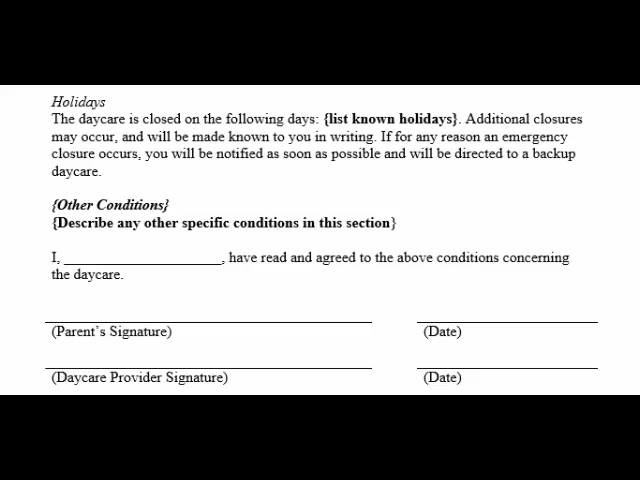 Holidays
The daycare is closed on the following days: {list known holidays}. Additional closures
may occur, and will be made known to you in writing. If for any reason an emergency
closure occurs, you will be notified as soon as possible and will be directed to a backup
daycare.
{Other Conditions}
{Describe any other specific conditions in this section}
I, ______________________, have read and agreed to the above conditions concerning
the daycare.
(Parent’s Signature) (Date)
(Daycare Provider Signature) (Date)